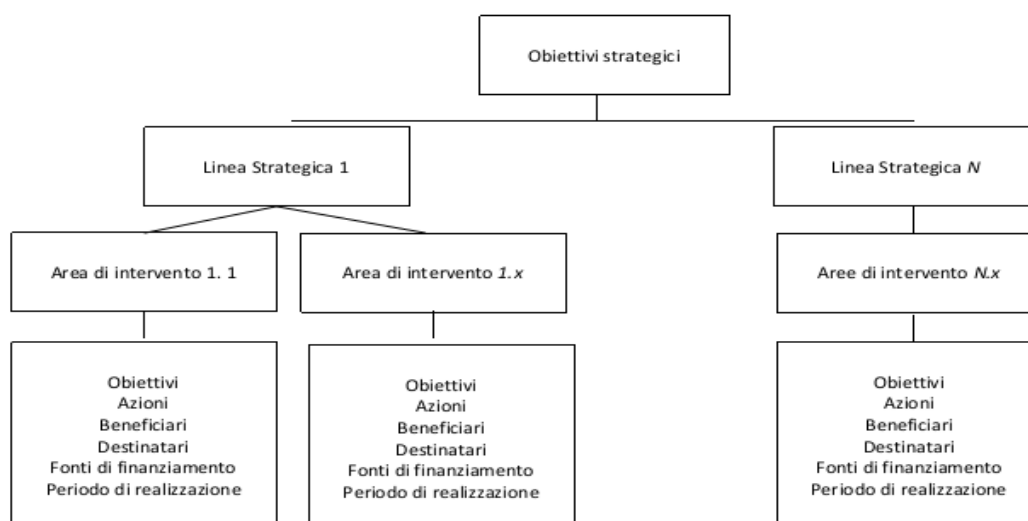 Obiettivi strategici
Linea Strategica 1
Linea Strategica N
Area di intervento 1. 1
Area di intervento 1.x
Aree di intervento N.x
Obiettivi
Azioni
Beneficiari
Destinatari
Fonti di finanziamento
Periodo di realizzazione
Obiettivi
Azioni
Beneficiari
Destinatari
Fonti di finanziamento
Periodo di realizzazione
Obiettivi
Azioni
Beneficiari
Destinatari
Fonti di finanziamento
Periodo di realizzazione